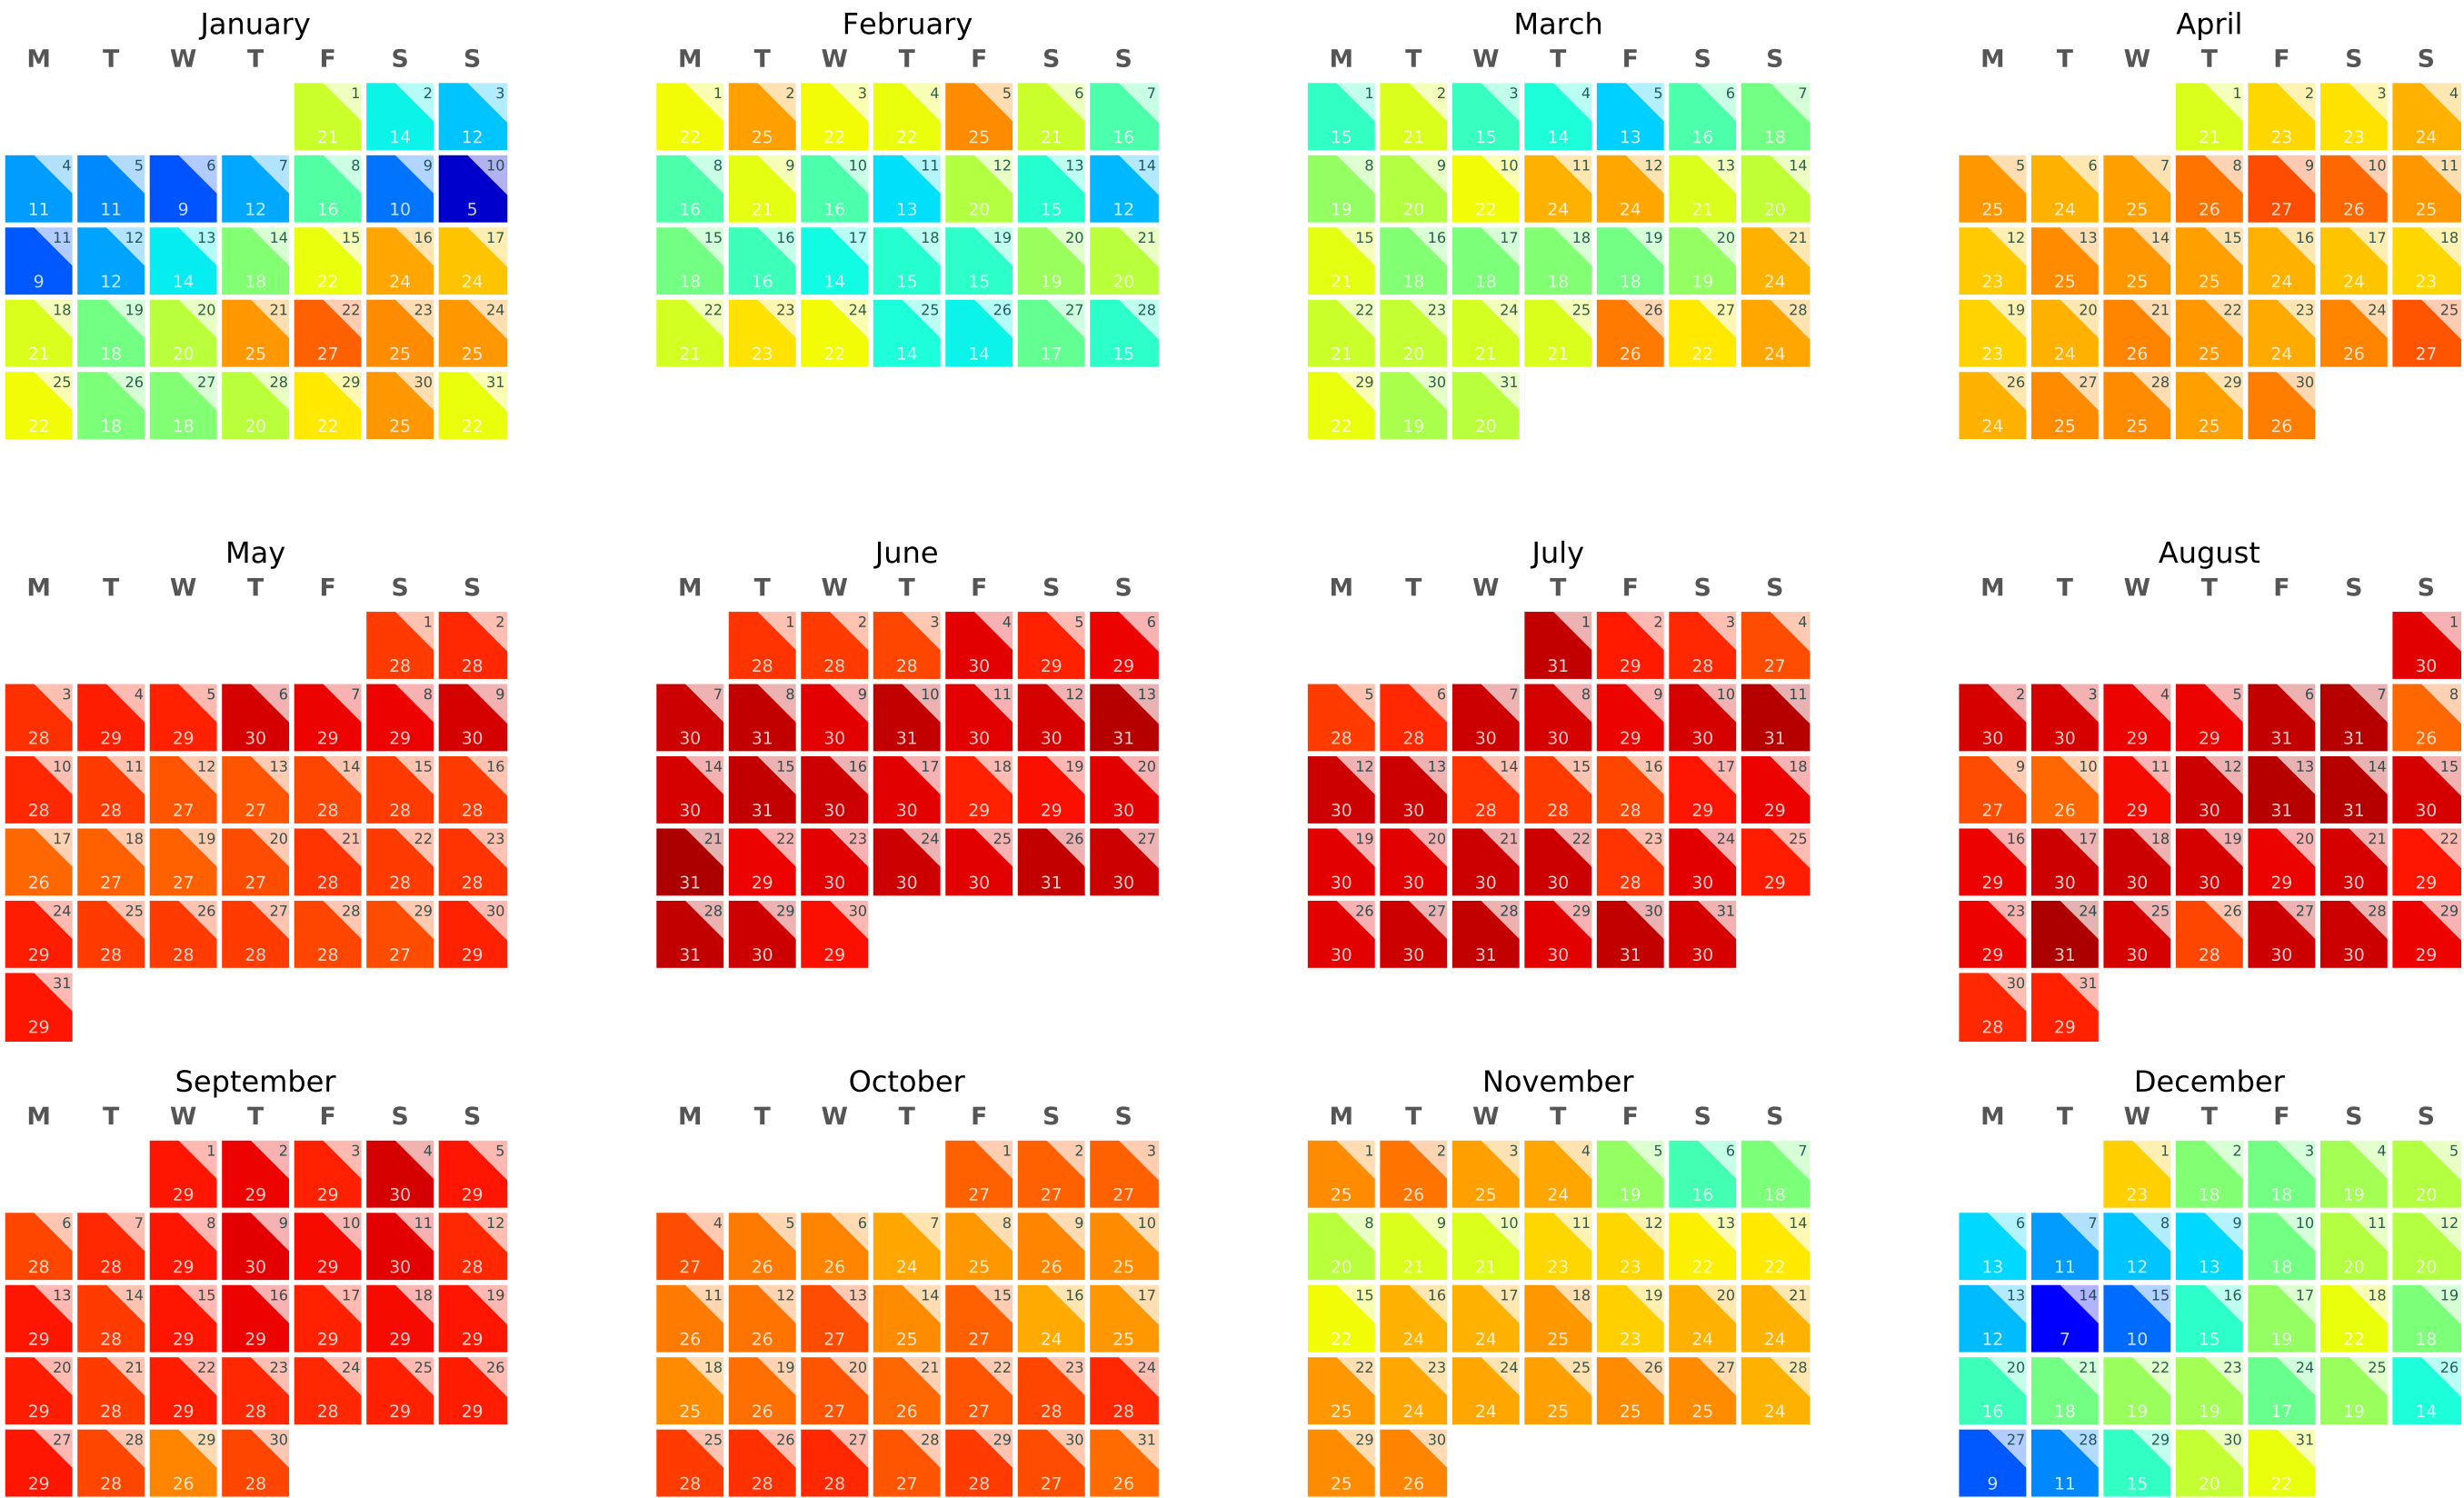 January February March April
M T W T F S S M T W T F S S M T W T F S S M T W T F S S
1 2 3 1 2 3 4 5 6 7 1 2 3 4 5 6 7 1 2 3 4
21 14 12 22 25 22 22 25 21 16 15 21 15 14 13 16 18 21 23 23 24
4 5 6 7 8 9 10 8 9 10 11 12 13 14 8 9 10 11 12 13 14 5 6 7 8 9 10 11
11 11 9 12 16 10 5 16 21 16 13 20 15 12 19 20 22 24 24 21 20 25 24 25 26 27 26 25
11 12 13 14 15 16 17 15 16 17 18 19 20 21 15 16 17 18 19 20 21 12 13 14 15 16 17 18
9 12 14 18 22 24 24 18 16 14 15 15 19 20 21 18 18 18 18 19 24 23 25 25 25 24 24 23
18 19 20 21 22 23 24 22 23 24 25 26 27 28 22 23 24 25 26 27 28 19 20 21 22 23 24 25
21 18 20 25 27 25 25 21 23 22 14 14 17 15 21 20 21 21 26 22 24 23 24 26 25 24 26 27
25 26 27 28 29 30 31 29 30 31 26 27 28 29 30
22 18 18 20 22 25 22 22 19 20 24 25 25 25 26
May June July August
M T W T F S S M T W T F S S M T W T F S S M T W T F S S
1 2 1 2 3 4 5 6 1 2 3 4 1
28 28 28 28 28 30 29 29 31 29 28 27 30
3 4 5 6 7 8 9 7 8 9 10 11 12 13 5 6 7 8 9 10 11 2 3 4 5 6 7 8
28 29 29 30 29 29 30 30 31 30 31 30 30 31 28 28 30 30 29 30 31 30 30 29 29 31 31 26
10 11 12 13 14 15 16 14 15 16 17 18 19 20 12 13 14 15 16 17 18 9 10 11 12 13 14 15
28 28 27 27 28 28 28 30 31 30 30 29 29 30 30 30 28 28 28 29 29 27 26 29 30 31 31 30
17 18 19 20 21 22 23 21 22 23 24 25 26 27 19 20 21 22 23 24 25 16 17 18 19 20 21 22
26 27 27 27 28 28 28 31 29 30 30 30 31 30 30 30 30 30 28 30 29 29 30 30 30 29 30 29
24 25 26 27 28 29 30 28 29 30 26 27 28 29 30 31 23 24 25 26 27 28 29
29 28 28 28 28 27 29 31 30 29 30 30 31 30 31 30 29 31 30 28 30 30 29
31 30 31
29 28 29
September October November December
M T W T F S S M T W T F S S M T W T F S S M T W T F S S
1 2 3 4 5 1 2 3 1 2 3 4 5 6 7 1 2 3 4 5
29 29 29 30 29 27 27 27 25 26 25 24 19 16 18 23 18 18 19 20
6 7 8 9 10 11 12 4 5 6 7 8 9 10 8 9 10 11 12 13 14 6 7 8 9 10 11 12
28 28 29 30 29 30 28 27 26 26 24 25 26 25 20 21 21 23 23 22 22 13 11 12 13 18 20 20
13 14 15 16 17 18 19 11 12 13 14 15 16 17 15 16 17 18 19 20 21 13 14 15 16 17 18 19
29 28 29 29 29 29 29 26 26 27 25 27 24 25 22 24 24 25 23 24 24 12 7 10 15 19 22 18
20 21 22 23 24 25 26 18 19 20 21 22 23 24 22 23 24 25 26 27 28 20 21 22 23 24 25 26
29 28 29 28 28 29 29 25 26 27 26 27 28 28 25 24 24 25 25 25 24 16 18 19 19 17 19 14
27 28 29 30 25 26 27 28 29 30 31 29 30 27 28 29 30 31
29 28 26 28 28 28 28 27 28 27 26 25 26 9 11 15 20 22